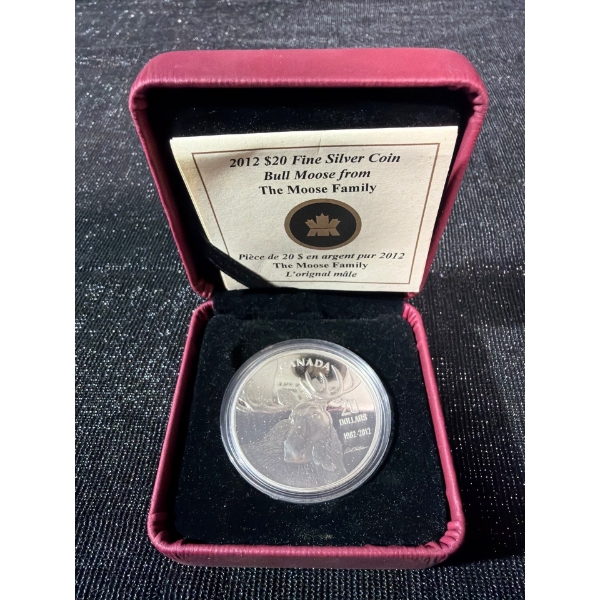 2012 $20 Fine Silver Coin
Bull Moose from
The Moose Family
Pièce de 20 $ en argent pur 2012
The Moose Family
L'orignal mâle
CANADA
20
DOLLARS
1962-2012